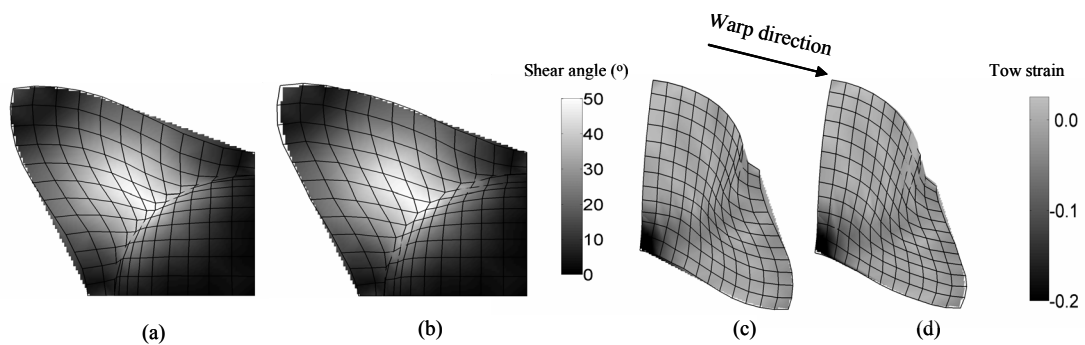 Warp direction
Shear angle (º)
Tow strain
50
40
30
20
10
0
0.0
-0.1
-0.2
(a)
(b)
(c)
(d)